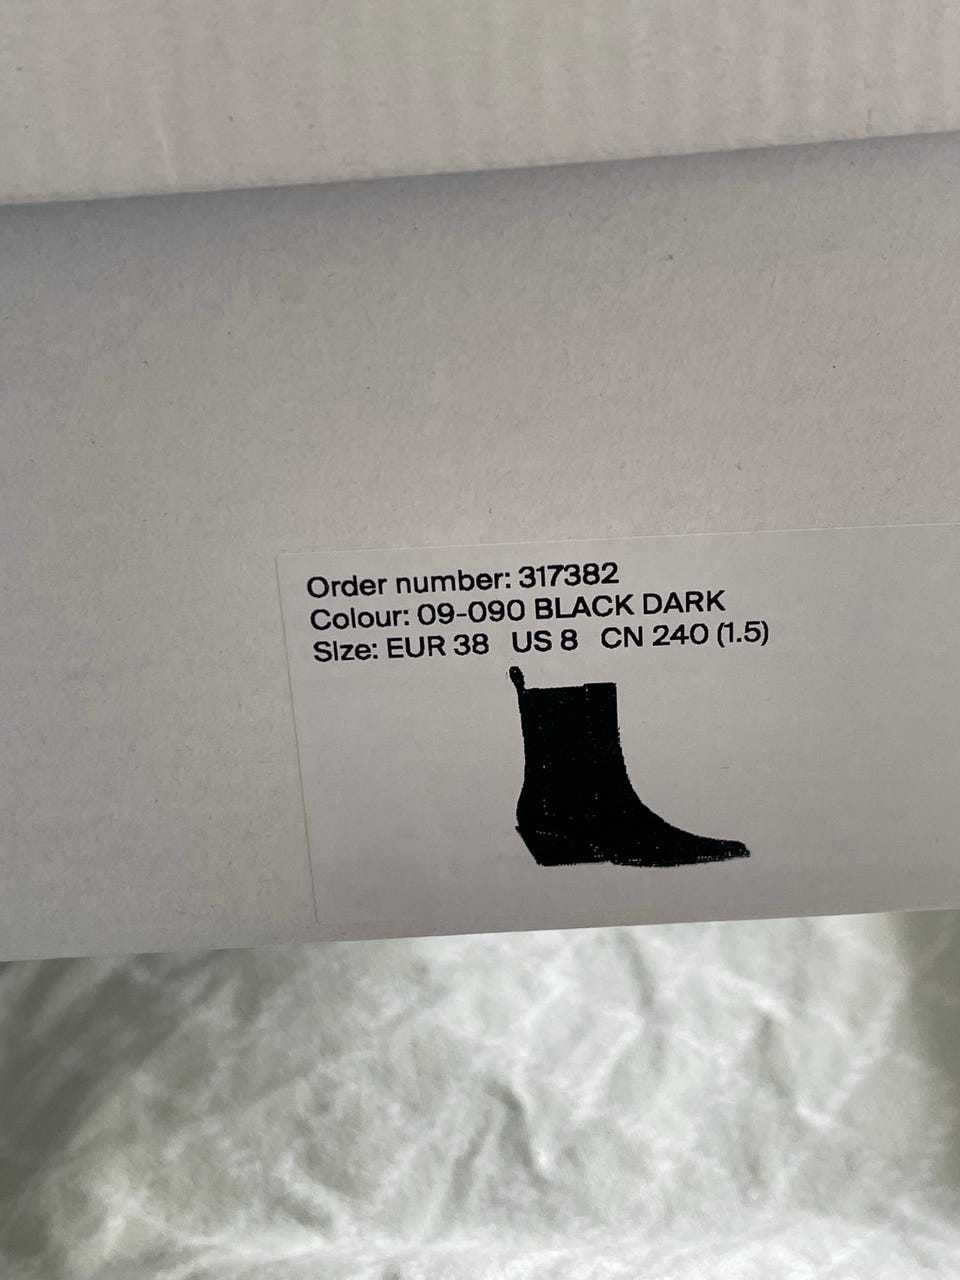 Order number: 317382
Colour: 09-090 BLACK DARK
Size: EUR 38 US 8 CN 240 (1.5)